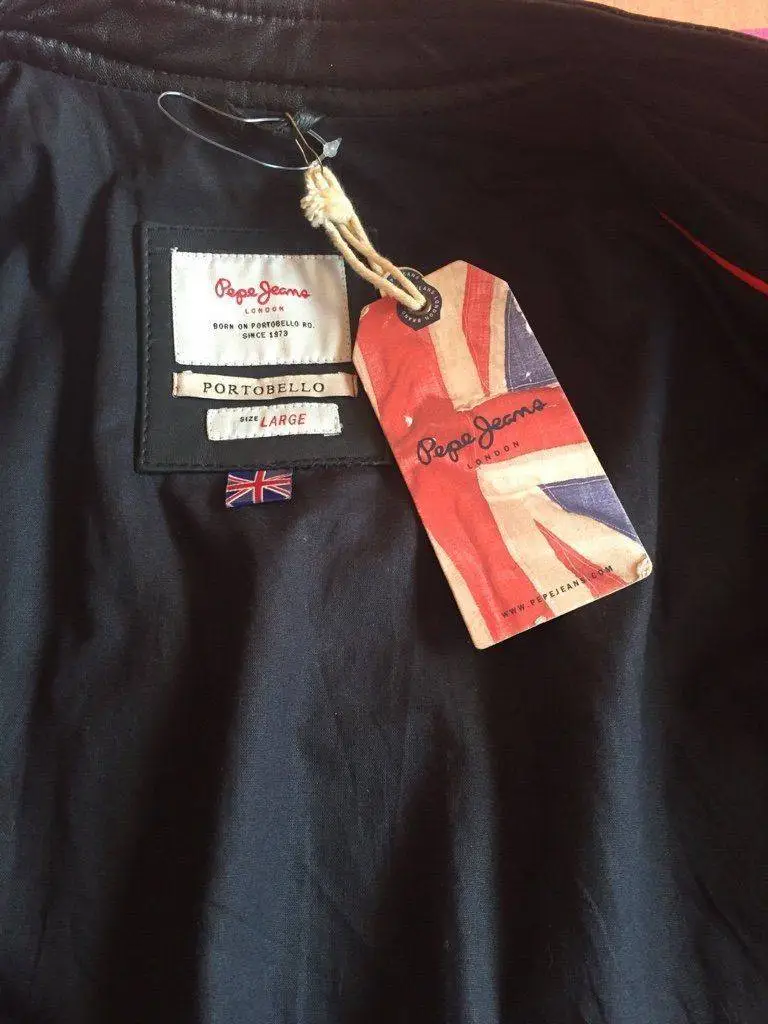 Pepe Jeans
LONDON
BORN ON PORTOBELLO RD.
SINCE 1973
PORTOBELLO
SIZE LARGE
Pepe Jeans
LONDON
WWW.PEPEJEANS.COM